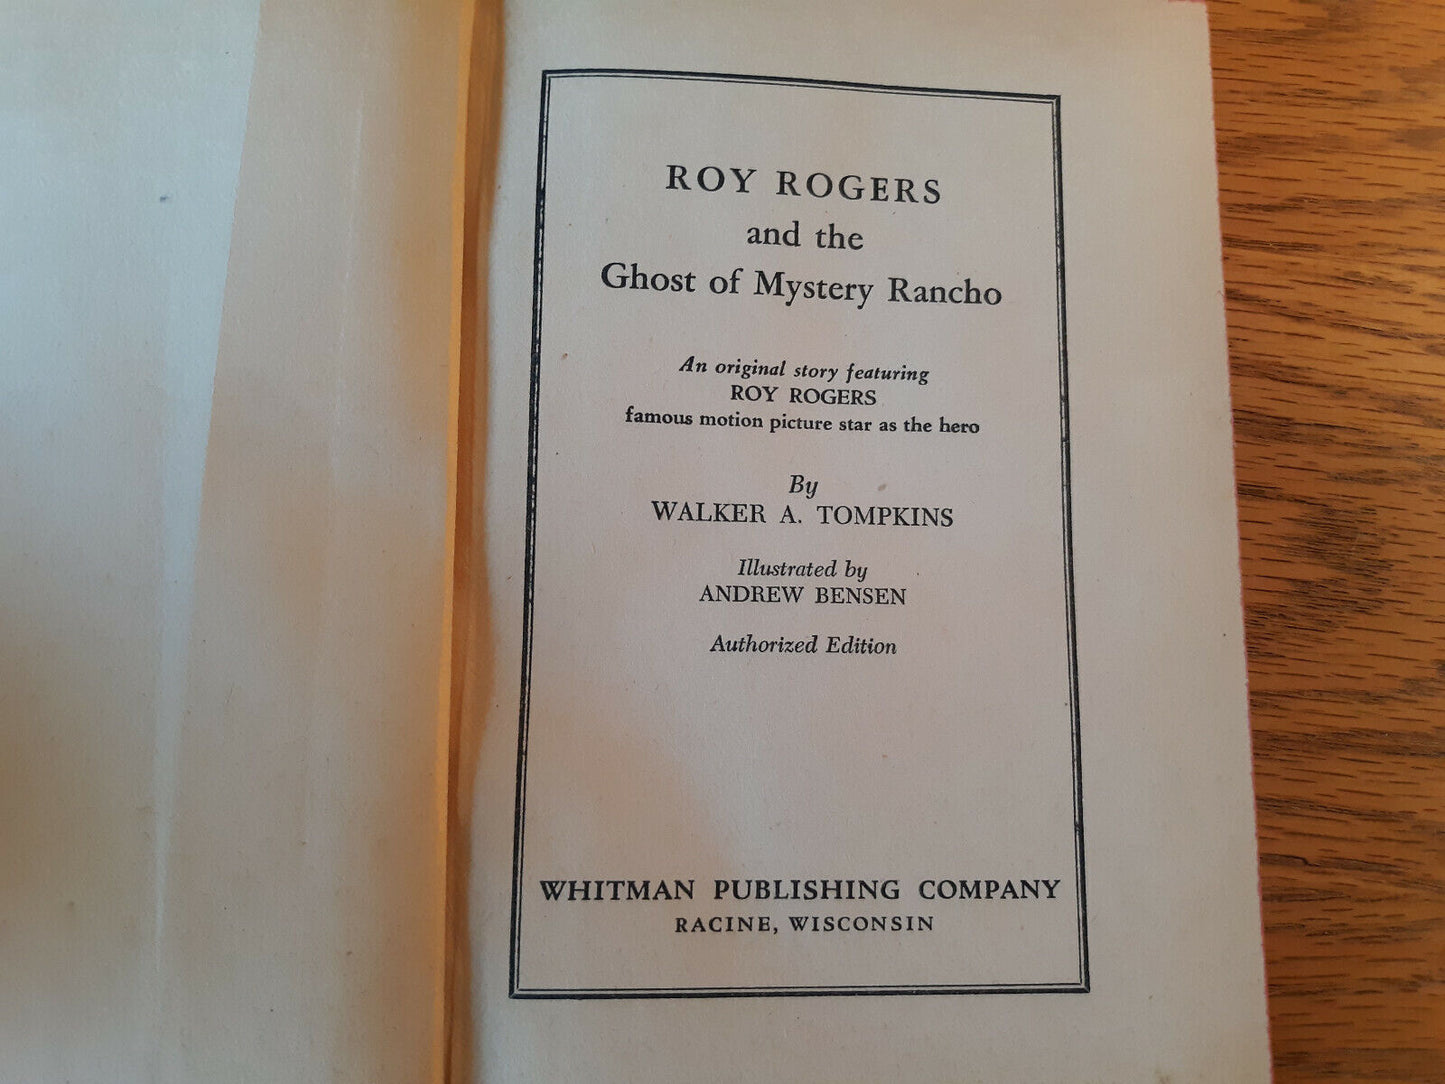 ROY ROGERS
and the
Ghost of Mystery Rancho
An original story featuring
ROY ROGERS
famous motion picture star as the hero
By
WALKER A. TOMPKINS
Illustrated by
ANDREW BENSEN
Authorized Edition
WHITMAN PUBLISHING COMPANY
RACINE, WISCONSIN